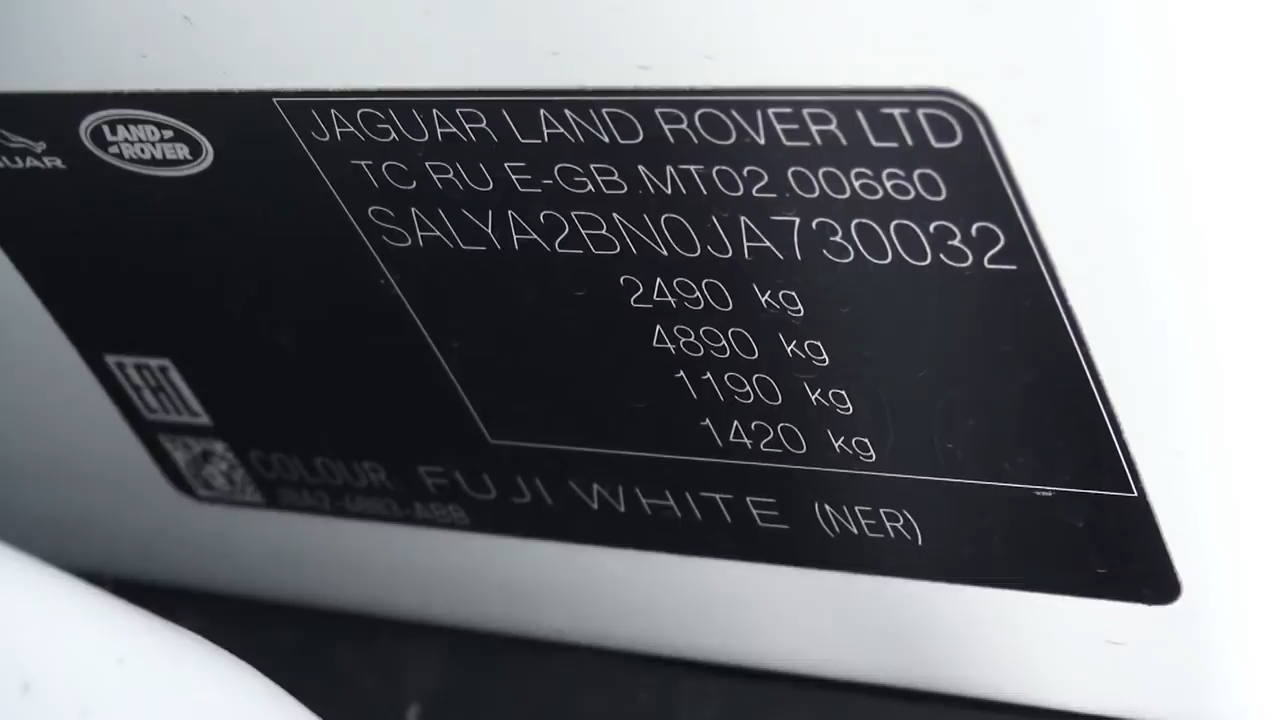 JAGUAR LAND ROVER LTD
LAND ROVER
TC RU E-GB.MT02.00660
SALYA2BN0JA730032
2490 kg
4890 kg
1190 kg
1420 kg
EAC
COLOUR FUJI WHITE (NER)